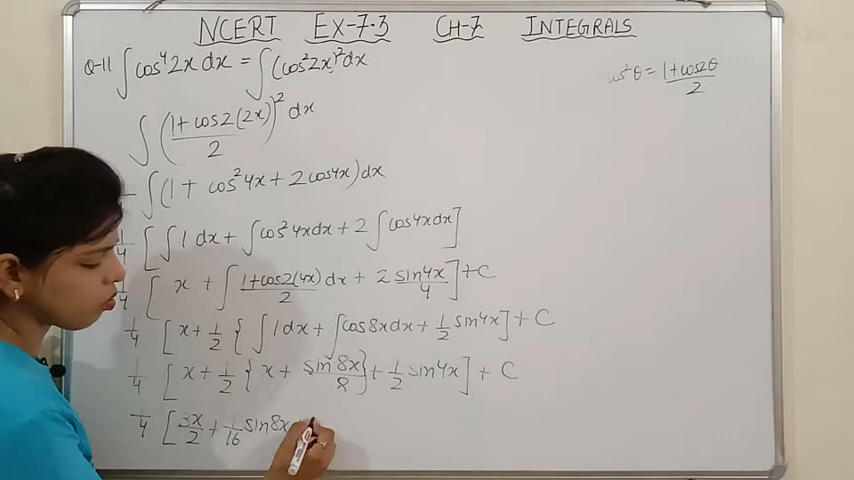 NCERT EX-7.3 CH-7 INTEGRALS
Q-11 ∫cos⁴2x dx = ∫(cos²2x)²dx
cos²θ = (1+cos2θ)/2
∫((1+cos2(2x))/2)² dx
∫(1 + cos²4x + 2cos4x)dx
1/4 [∫1 dx + ∫cos²4x dx + 2∫cos4x dx]
1/4 [x + ∫(1+cos2(4x))/2 dx + 2 sin4x/4] + C
1/4 [x + 1/2 {∫1 dx + ∫cos8x dx + 1/2 sin4x] + C
1/4 [x + 1/2 {x + sin8x/8} + 1/2 sin4x] + C
1/4 [3x/2 + 1/16 sin8x